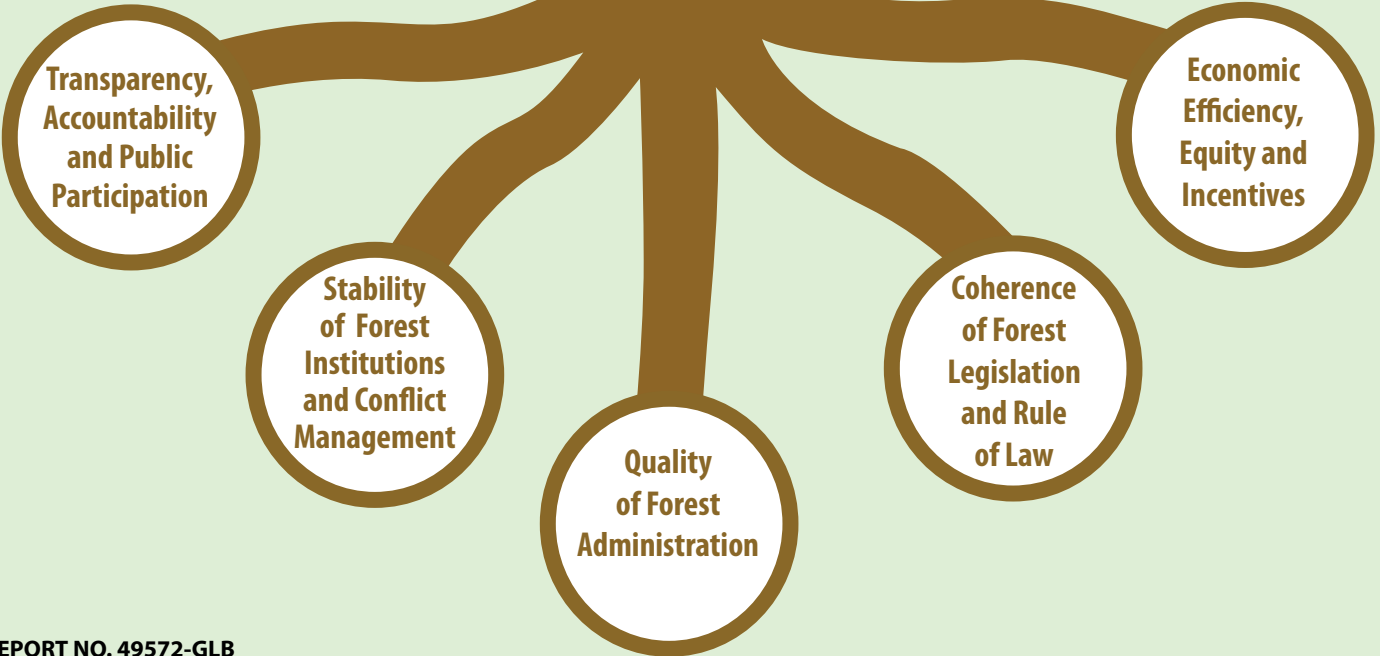 Transparency,
Accountability
and Public
Participation
Stability
of Forest
Institutions
and Conflict
Management
Quality
of Forest
Administration
Coherence
of Forest
Legislation
and Rule
of Law
Economic
Efficiency,
Equity and
Incentives
EPORT NO. 49572-GLB